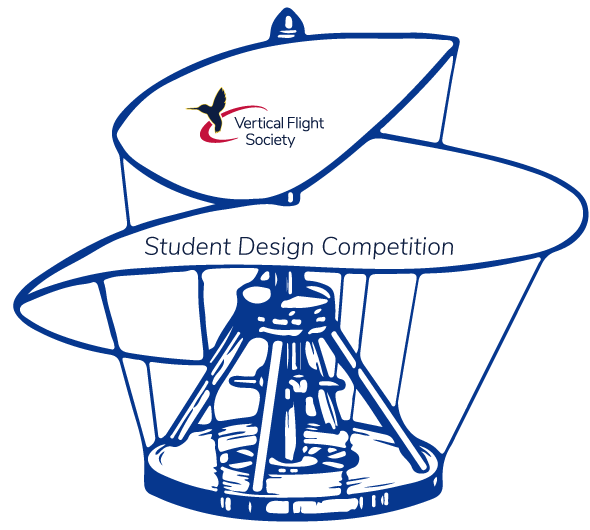 Vertical Flight
Society
Student Design Competition